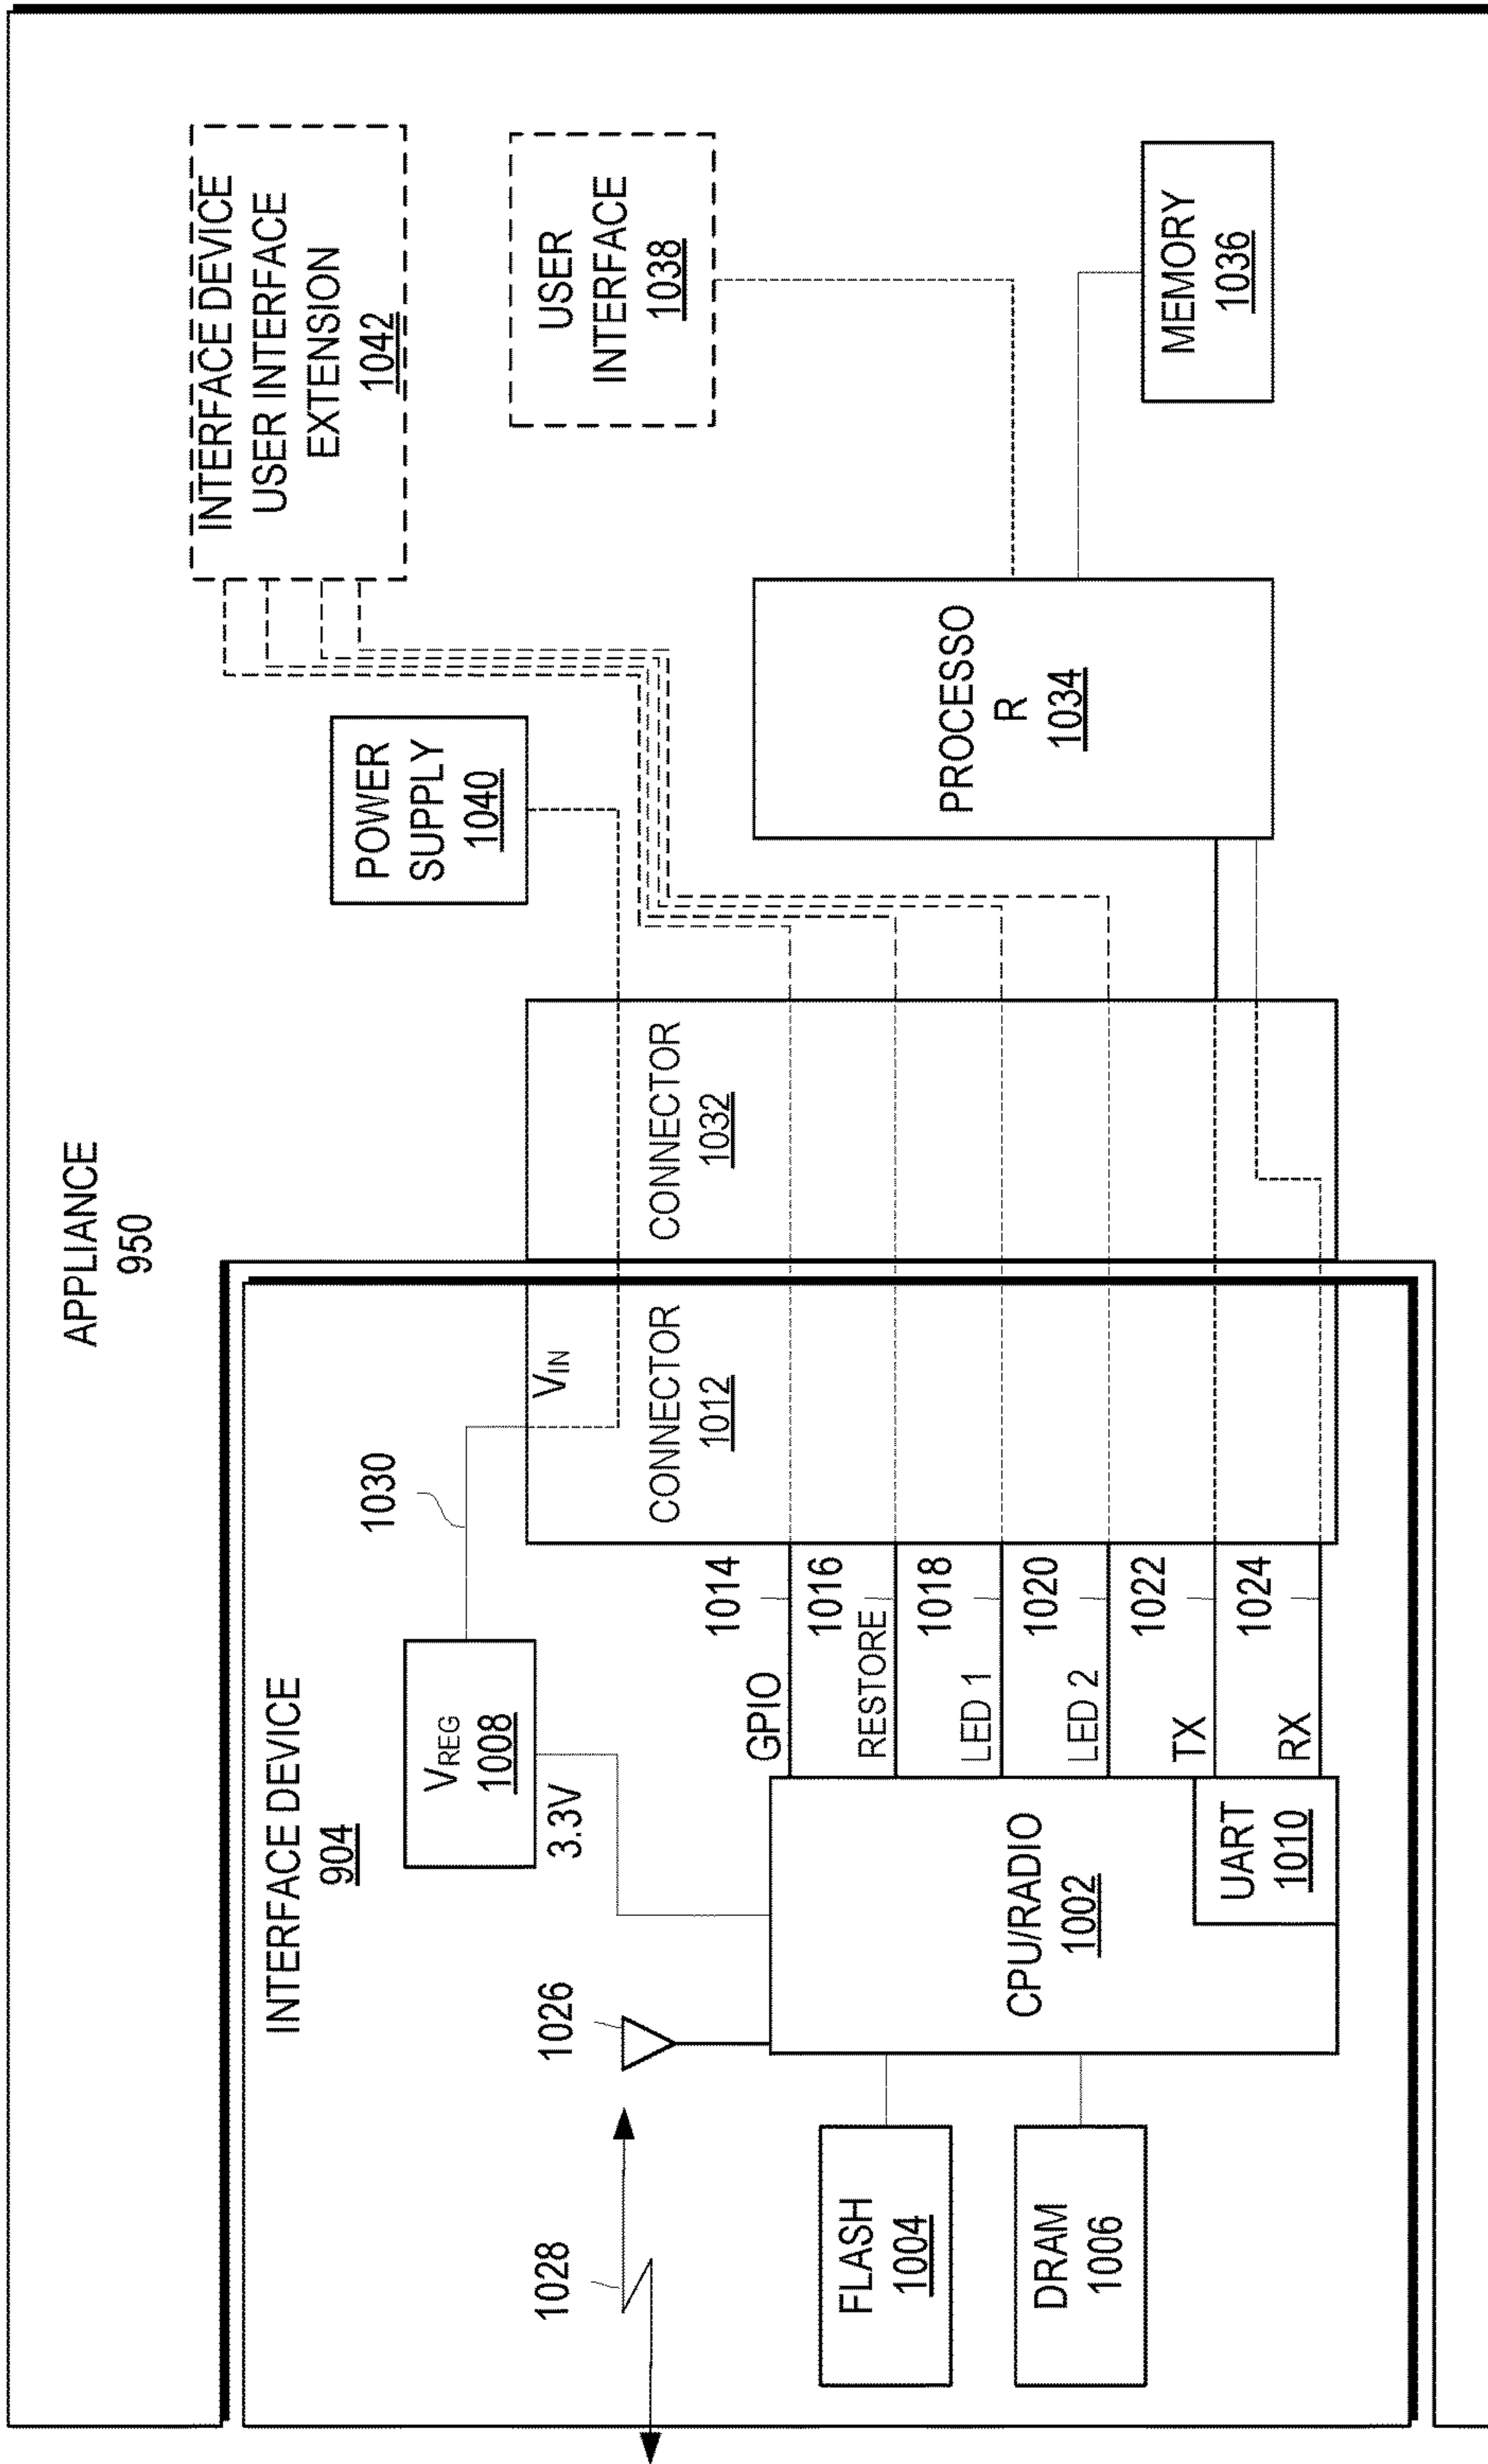 APPLIANCE
950
INTERFACE DEVICE
904
1028
1026
FLASH
1004
DRAM
1006
CPU/RADIO
1002
UART
1010
VREG
1008
3.3V
1030
VIN
GPIO
1014
RESTORE
1016
LED 1
1018
LED 2
1020
TX
1022
RX
1024
CONNECTOR
1012
CONNECTOR
1032
POWER
SUPPLY
1040
INTERFACE DEVICE
USER INTERFACE
EXTENSION
1042
USER
INTERFACE
1038
PROCESSO
R
1034
MEMORY
1036